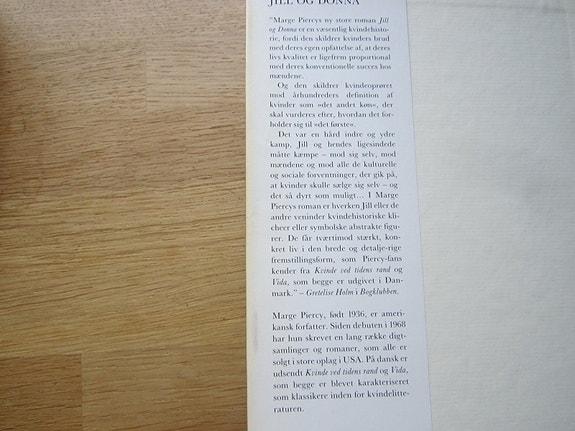 JILL OG DONNA
"Marge Piercys ny store roman Jill
og Donna er en væsentlig kvindehisto-
rie, fordi den skildrer kvinders brud
med deres egen opfattelse af, at deres
livs kvalitet er ligefrem proportional
med deres konventionelle succes hos
mændene.
Og den skildrer kvindeoprøret
mod århundreders definition af
kvinder som »det andet køn«, der
skal vurderes efter, hvordan det for-
holder sig til »det første«.
Det var en hård indre og ydre
kamp, Jill og hendes ligesindede
måtte kæmpe – mod sig selv, mod
mændene og mod alle de kulturelle
og sociale forventninger, der gik på,
at kvinder skulle sælge sig selv – og
det så dyrt som muligt... I Marge
Piercys roman er hverken Jill eller de
andre veninder kvindehistoriske kli-
cheer eller symbolske abstrakte figu-
rer. De får tværtimod stærkt, kon-
kret liv i den brede og detalje-rige
fremstillingsform, som Piercy-fans
kender fra Kvinde ved tidens rand og
Vida, som begge er udgivet i Dan-
mark." – Gretelise Holm i Bogklubben.
Marge Piercy, født 1936, er ameri-
kansk forfatter. Siden debuten i 1968
har hun skrevet en lang række digt-
samlinger og romaner, som alle er
solgt i store oplag i USA. På dansk er
udsendt Kvinde ved tidens rand og Vida,
som begge er blevet karakteriseret
som klassikere inden for kvindelitte-
raturen.